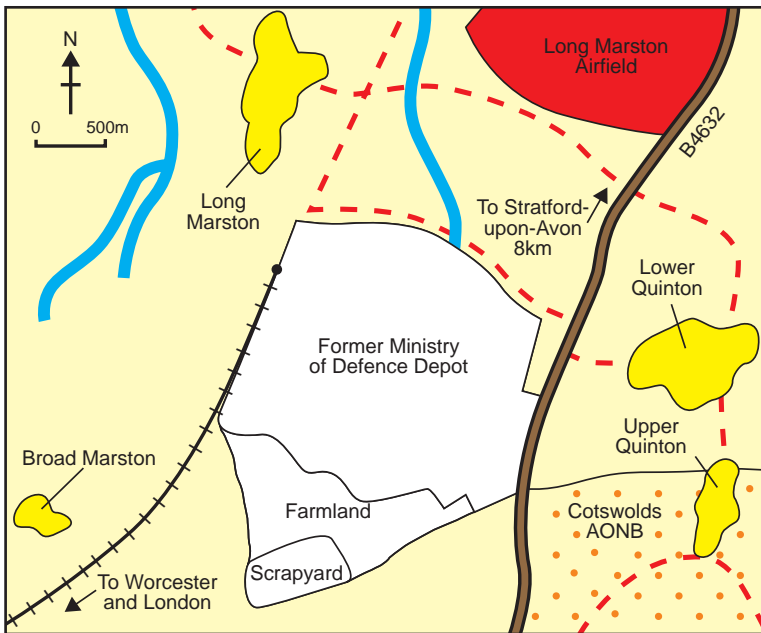 N
0 500m
Long Marston
Airfield
B4632
Long
Marston
To Stratford-
upon-Avon
8km
Lower
Quinton
Former Ministry
of Defence Depot
Upper
Quinton
Broad Marston
Farmland
Cotswolds
AONB
Scrapyard
To Worcester
and London